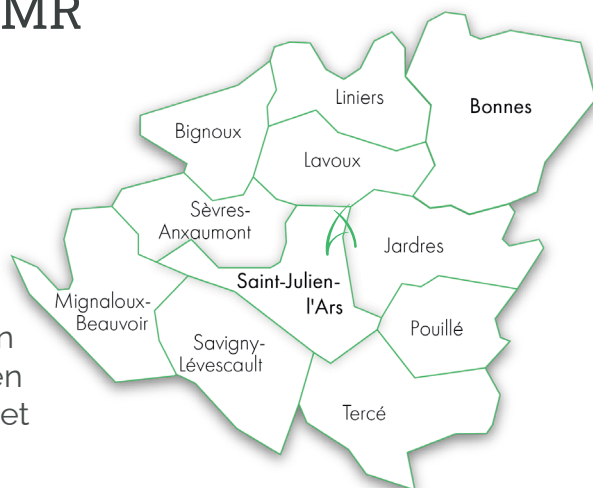 MR
Liniers
Bonnes
Bignoux
Lavoux
Sèvres-
Anxaumont
Jardres
Saint-Julien-
l'Ars
Mignaloux-
Beauvoir
Pouillé
Savigny-
Lévescault
Tercé
n
en
et